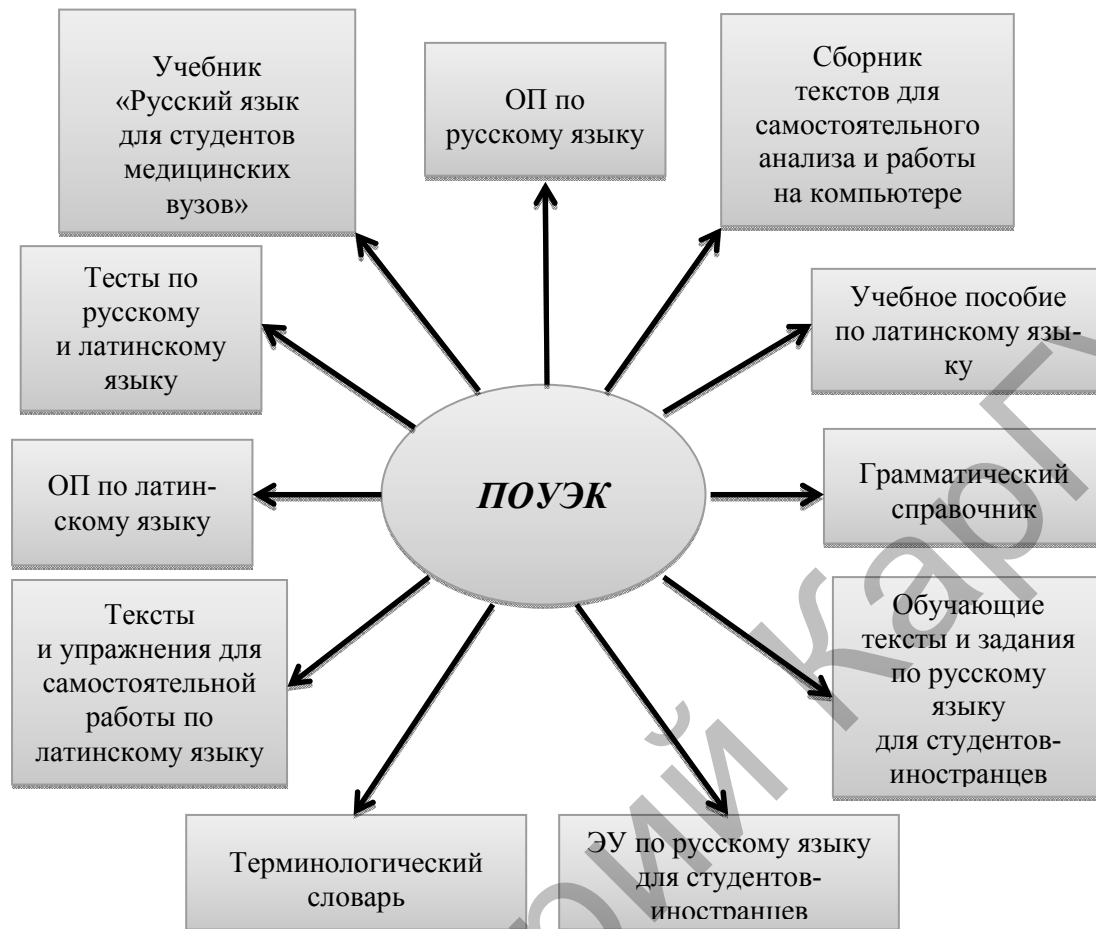 Учебник
«Русский язык
для студентов
медицинских
вузов»
ОП по
русскому языку
Сборник
текстов для
самостоятельного
анализа и работы
на компьютере
Тесты по
русскому
и латинскому
языку
Учебное пособие
по латинскому язы-
ку
ОП по латин-
скому языку
ПОУЭК
Грамматический
справочник
Тексты
и упражнения для
самостоятельной
работы по
латинскому языку
Обучающие
тексты и задания
по русскому
языку
для студентов-
иностранцев
Терминологический
словарь
ЭУ по русскому языку
для студентов-
иностранцев